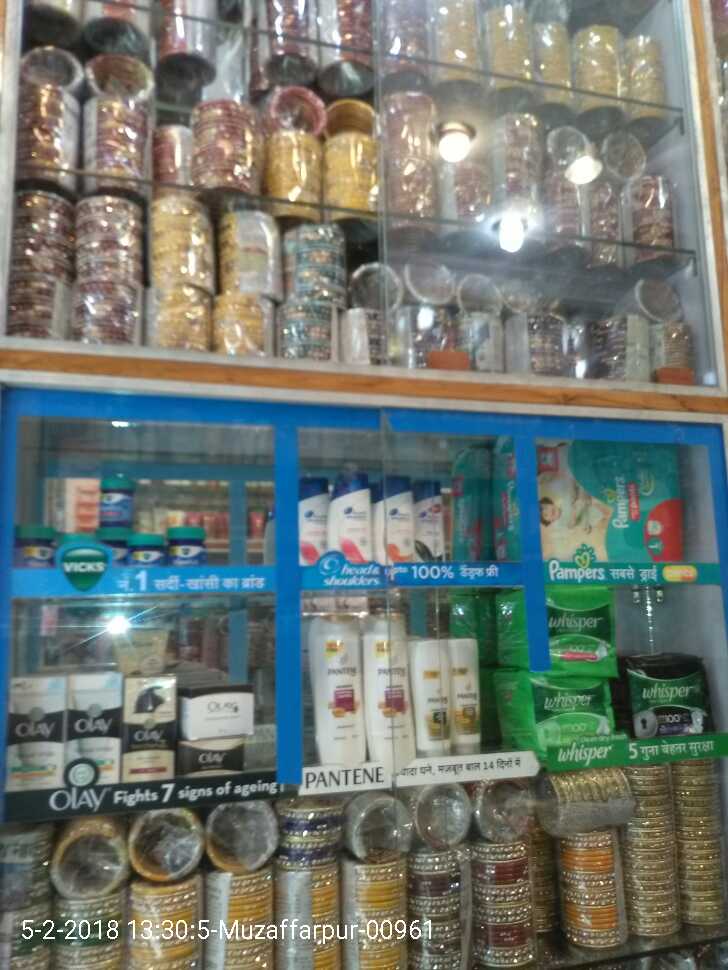 Pampers
VICKS
नं.1 सर्दी-खांसी का ब्रांड
head & shoulders
100% डैंड्रफ फ्री
Pampers सबसे ड्राई
whisper
PANTENE
PANTENE
whisper
whisper
OLAY
OLAY
OLAY
OLAY
OLAY
OLAY Fights 7 signs of ageing
PANTENE
घने, मजबूत बाल 14 दिनों में
whisper 5 गुना बेहतर सुरक्षा
5-2-2018 13:30:5-Muzaffarpur-00961